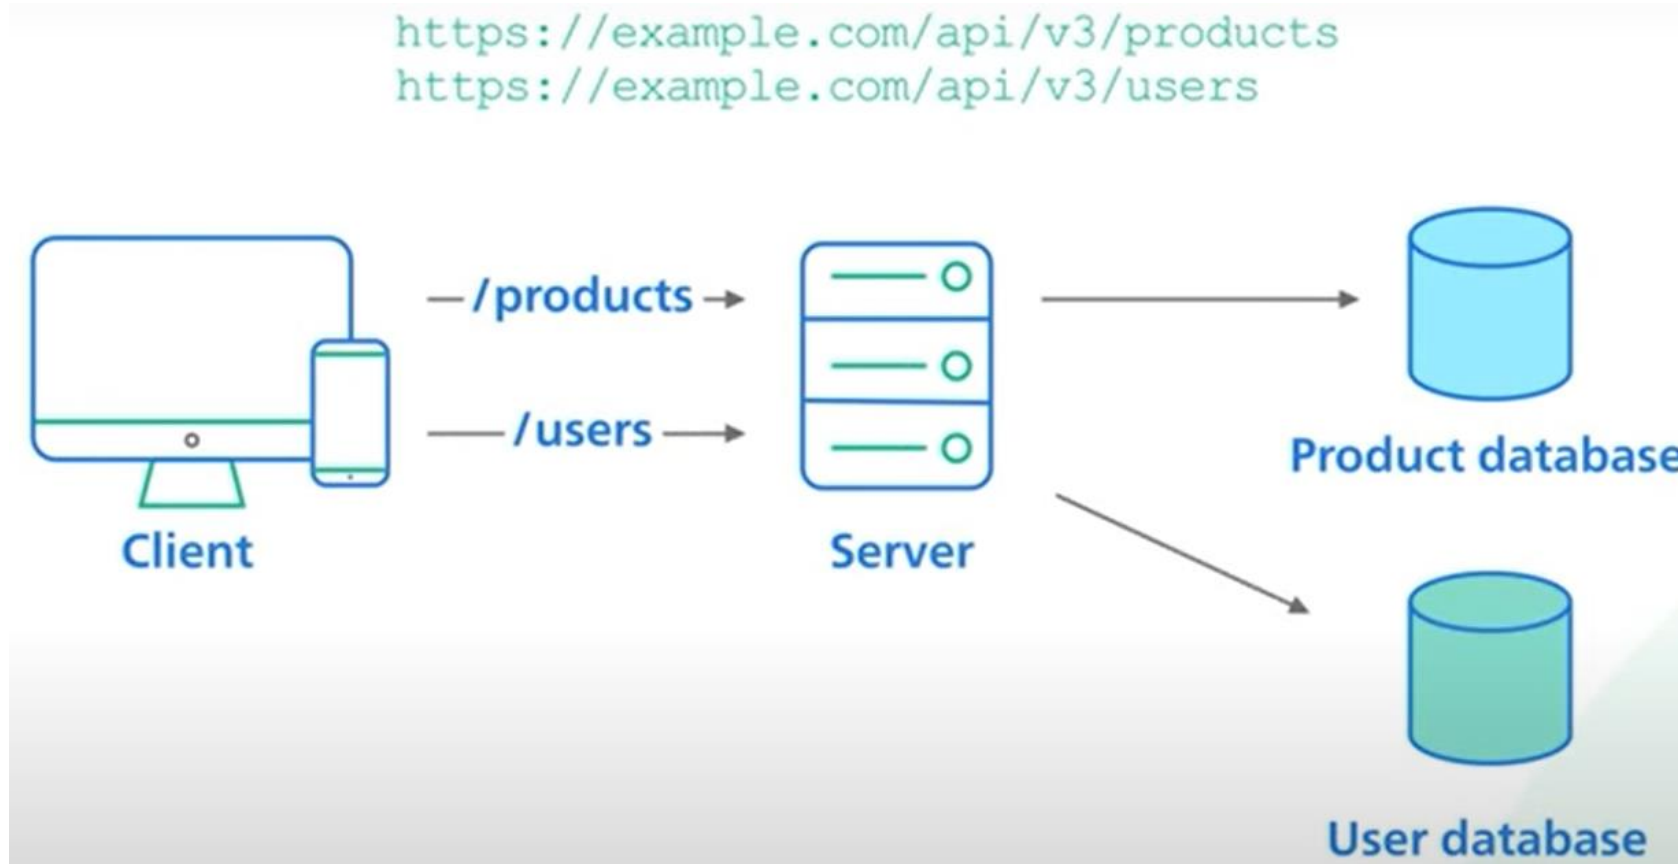 https://example.com/api/v3/products
https://example.com/api/v3/users
/products
/users
Client
Server
Product database
User database